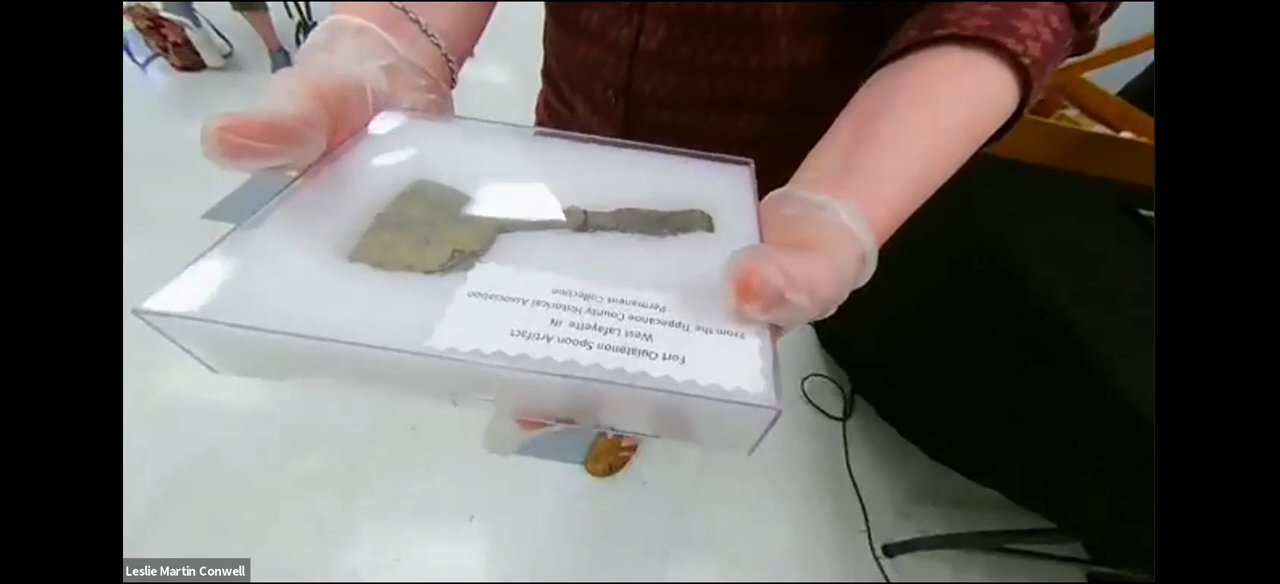 Fort Ouiatenon Spoon Artifact
West Lafayette IN
From the Tippecanoe County Historical Association
Permanent Collection
Leslie Martin Conwell